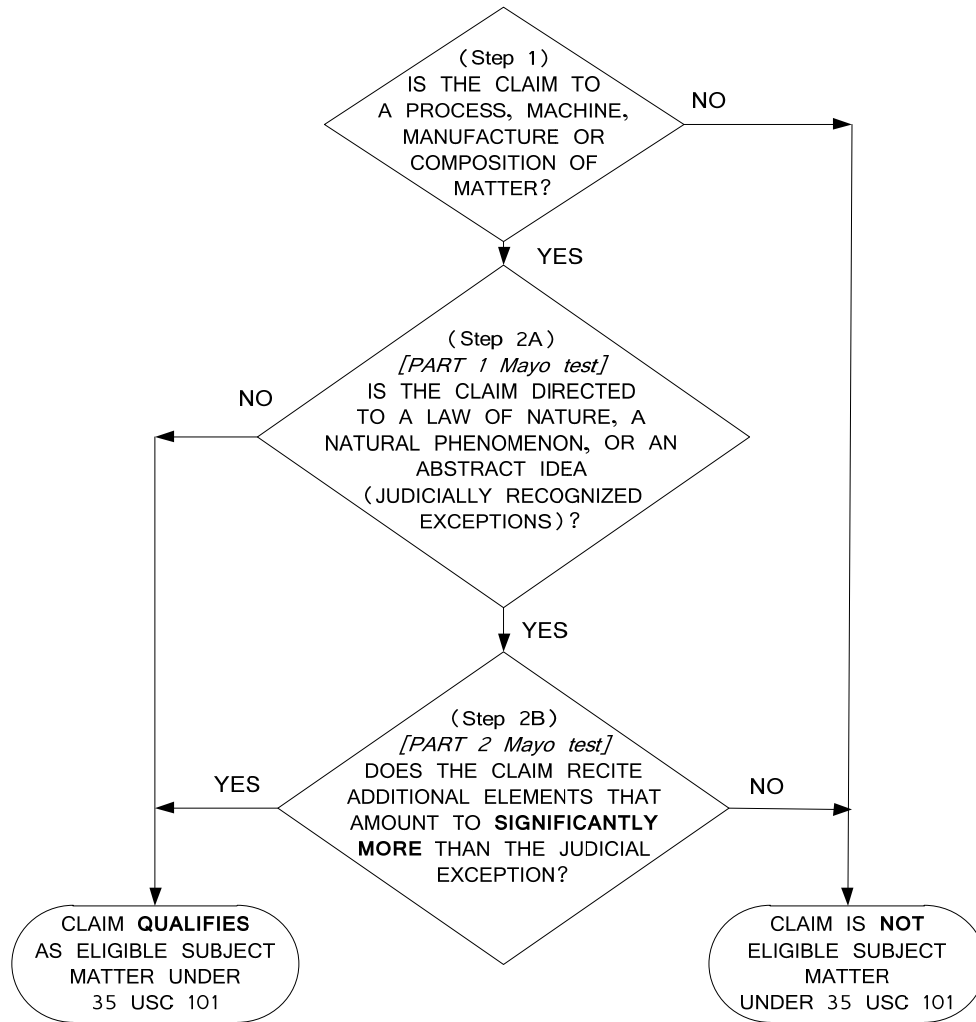 (Step 1)
IS THE CLAIM TO
A PROCESS, MACHINE,
MANUFACTURE OR
COMPOSITION OF
MATTER?
NO
YES
(Step 2A)
[PART 1 Mayo test]
IS THE CLAIM DIRECTED
TO A LAW OF NATURE, A
NATURAL PHENOMENON, OR AN
ABSTRACT IDEA
(JUDICIALLY RECOGNIZED
EXCEPTIONS)?
NO
YES
(Step 2B)
[PART 2 Mayo test]
DOES THE CLAIM RECITE
ADDITIONAL ELEMENTS THAT
AMOUNT TO SIGNIFICANTLY
MORE THAN THE JUDICIAL
EXCEPTION?
YES
NO
CLAIM QUALIFIES
AS ELIGIBLE SUBJECT
MATTER UNDER
35 USC 101
CLAIM IS NOT
ELIGIBLE SUBJECT
MATTER
UNDER 35 USC 101